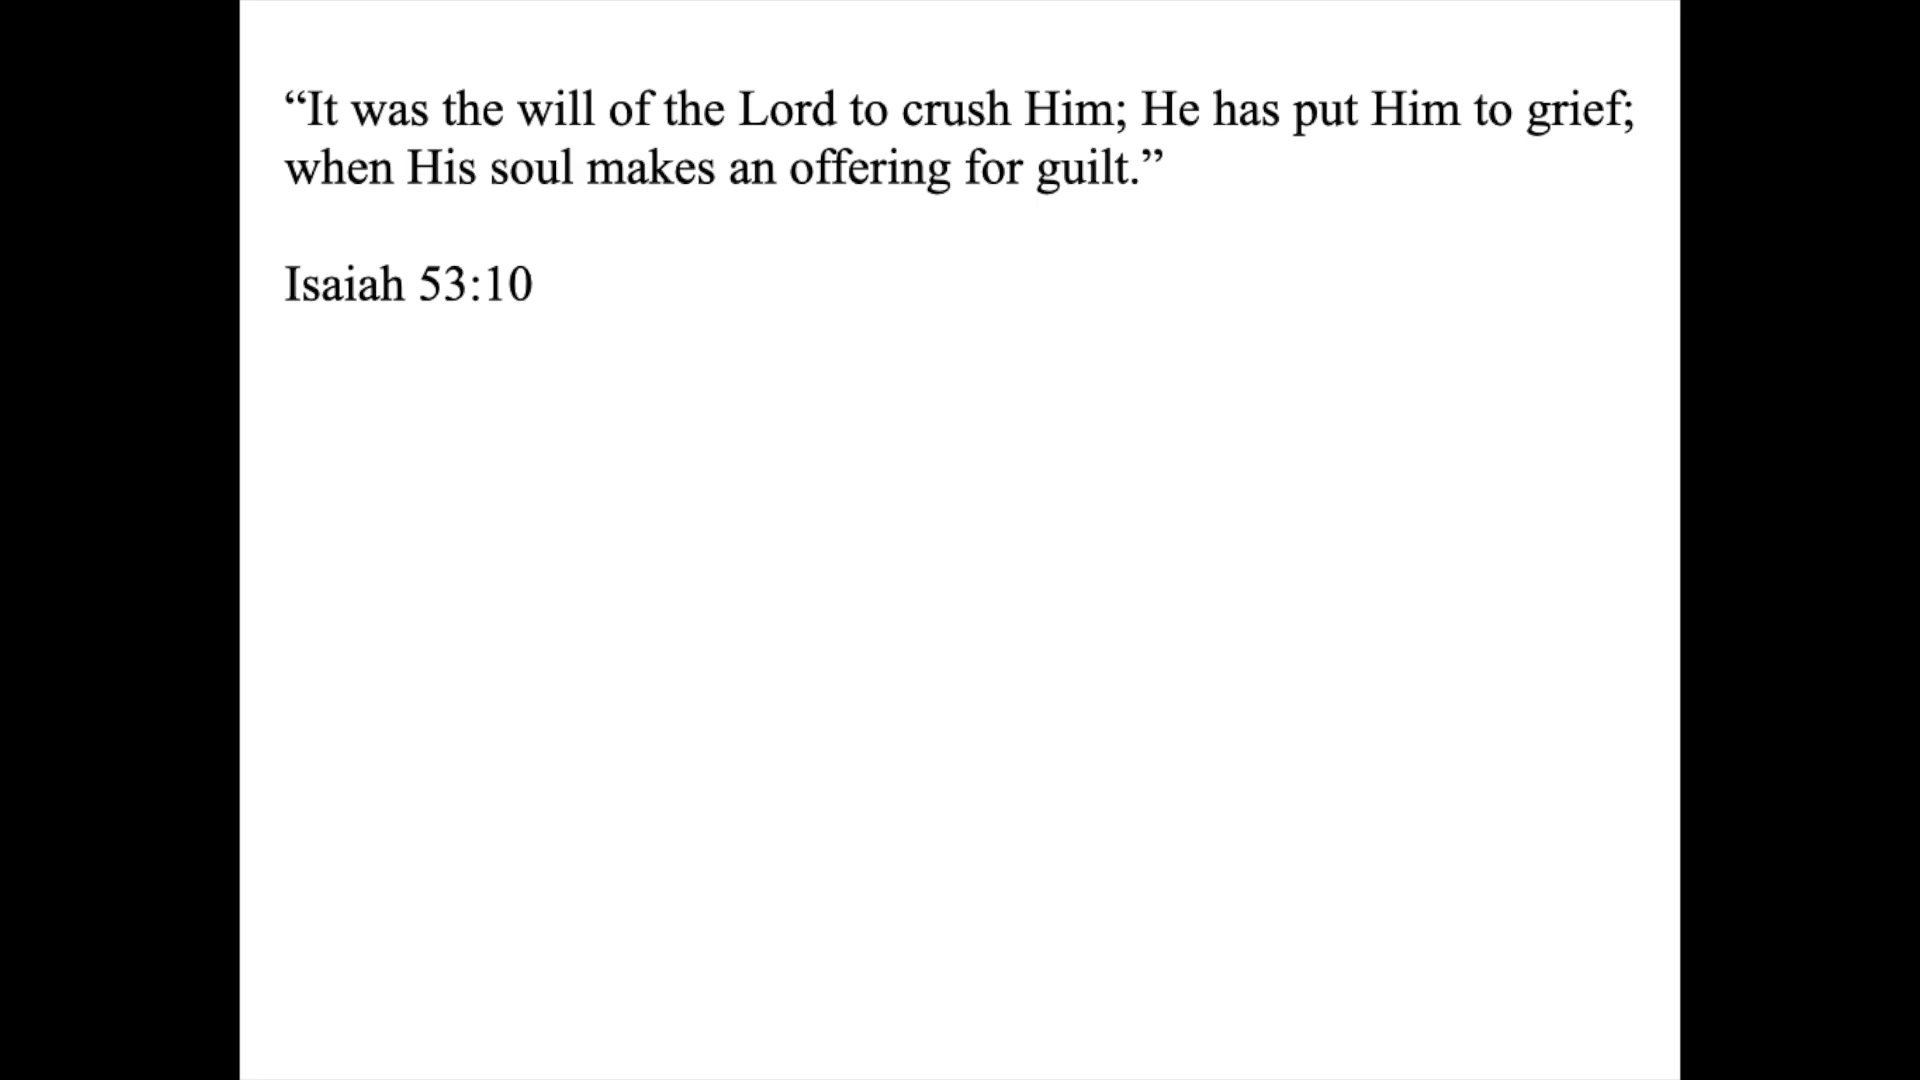 “It was the will of the Lord to crush Him; He has put Him to grief;
when His soul makes an offering for guilt.”
Isaiah 53:10